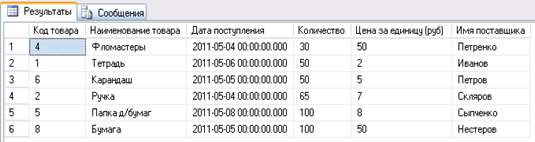 Результаты Сообщения
Код товара Наименование товара Дата поступления Количество Цена за единицу (руб) Имя поставщика
1 4 Фломастеры 2011-05-04 00:00:00.000 30 50 Петренко
2 1 Тетрадь 2011-05-06 00:00:00.000 50 2 Иванов
3 6 Карандаш 2011-05-05 00:00:00.000 50 5 Петров
4 2 Ручка 2011-05-04 00:00:00.000 65 7 Скляров
5 5 Папка д/бумаг 2011-05-08 00:00:00.000 100 8 Сыпченко
6 8 Бумага 2011-05-05 00:00:00.000 100 50 Нестеров